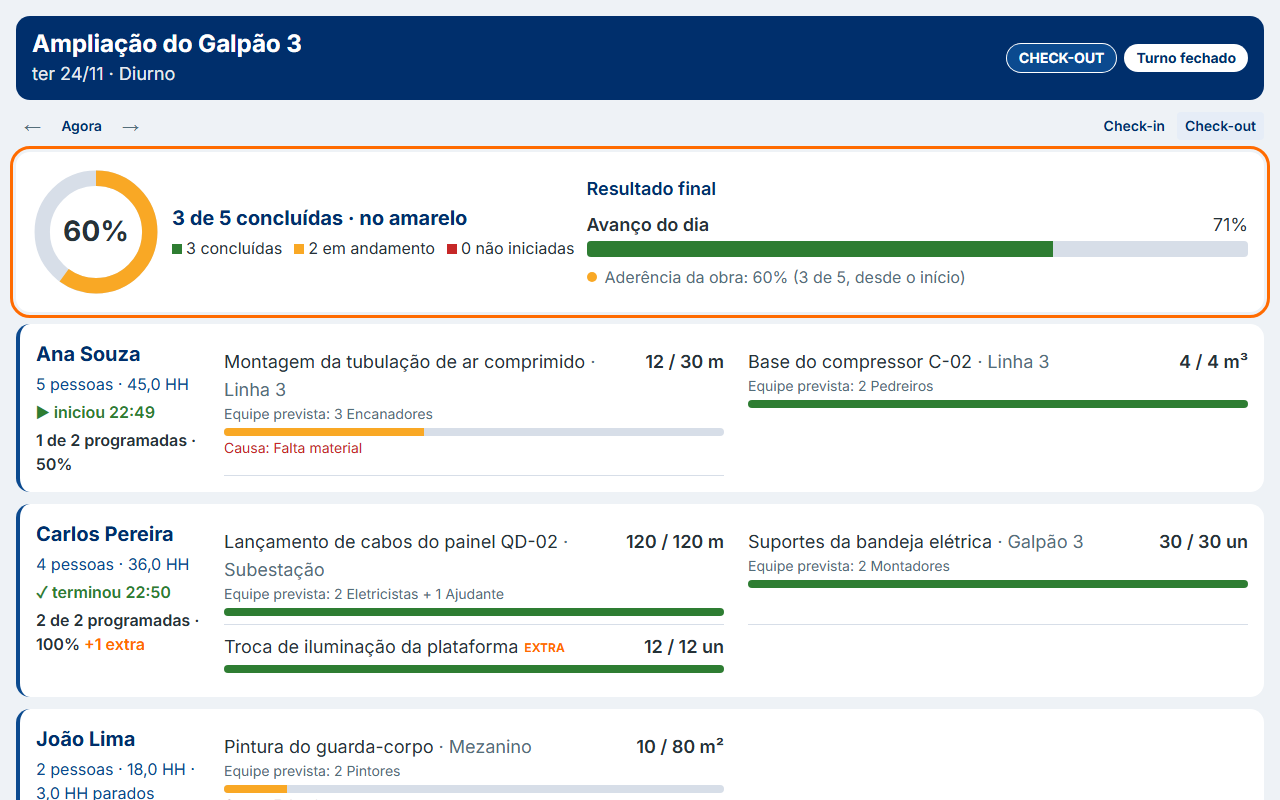 Ampliação do Galpão 3
ter 24/11 · Diurno
CHECK-OUT
Turno fechado
← Agora →
Check-in
Check-out
60%
3 de 5 concluídas · no amarelo
3 concluídas
2 em andamento
0 não iniciadas
Resultado final
Avanço do dia
71%
Aderência da obra: 60% (3 de 5, desde o início)
Ana Souza
5 pessoas · 45,0 HH
▶ iniciou 22:49
1 de 2 programadas ·
50%
Montagem da tubulação de ar comprimido ·
Linha 3
12 / 30 m
Equipe prevista: 3 Encanadores
Causa: Falta material
Base do compressor C-02 · Linha 3
4 / 4 m³
Equipe prevista: 2 Pedreiros
Carlos Pereira
4 pessoas · 36,0 HH
✓ terminou 22:50
2 de 2 programadas ·
100% +1 extra
Lançamento de cabos do painel QD-02 ·
Subestação
120 / 120 m
Equipe prevista: 2 Eletricistas + 1 Ajudante
Suportes da bandeja elétrica · Galpão 3
30 / 30 un
Equipe prevista: 2 Montadores
Troca de iluminação da plataforma EXTRA
12 / 12 un
João Lima
2 pessoas · 18,0 HH ·
3,0 HH parados
Pintura do guarda-corpo · Mezanino
10 / 80 m²
Equipe prevista: 2 Pintores